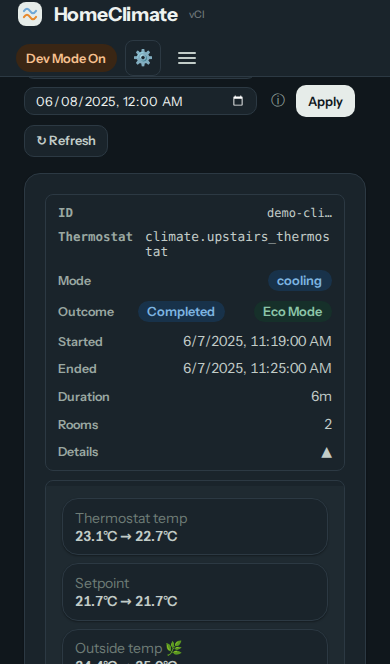 HomeClimate vCI
Dev Mode On
06/08/2025, 12:00 AM
Apply
↻ Refresh
ID demo-cli…
Thermostat climate.upstairs_thermos
tat
Mode cooling
Outcome Completed Eco Mode
Started 6/7/2025, 11:19:00 AM
Ended 6/7/2025, 11:25:00 AM
Duration 6m
Rooms 2
Details ▲
Thermostat temp
23.1°C → 22.7°C
Setpoint
21.7°C → 21.7°C
Outside temp 🌿